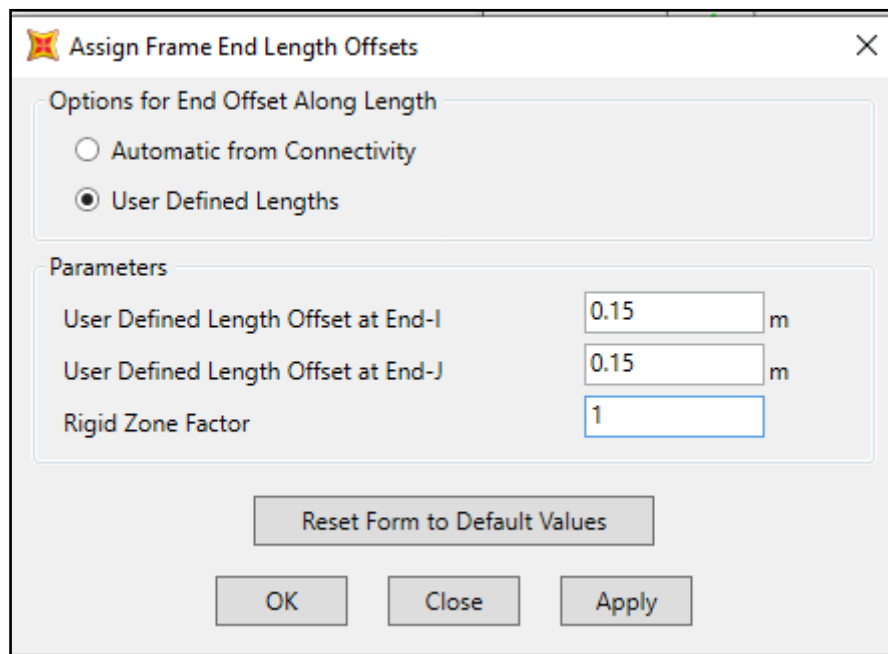 Assign Frame End Length Offsets
Options for End Offset Along Length
Automatic from Connectivity
User Defined Lengths
Parameters
User Defined Length Offset at End-I 0.15 m
User Defined Length Offset at End-J 0.15 m
Rigid Zone Factor 1
Reset Form to Default Values
OK Close Apply